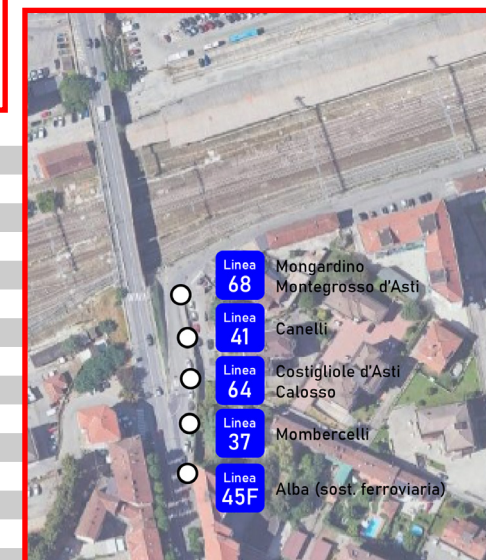 Linea
68
Mongardino
Montegrosso d'Asti
Linea
41
Canelli
Linea
64
Costigliole d'Asti
Calosso
Linea
37
Mombercelli
Linea
45F
Alba (sost. ferroviaria)